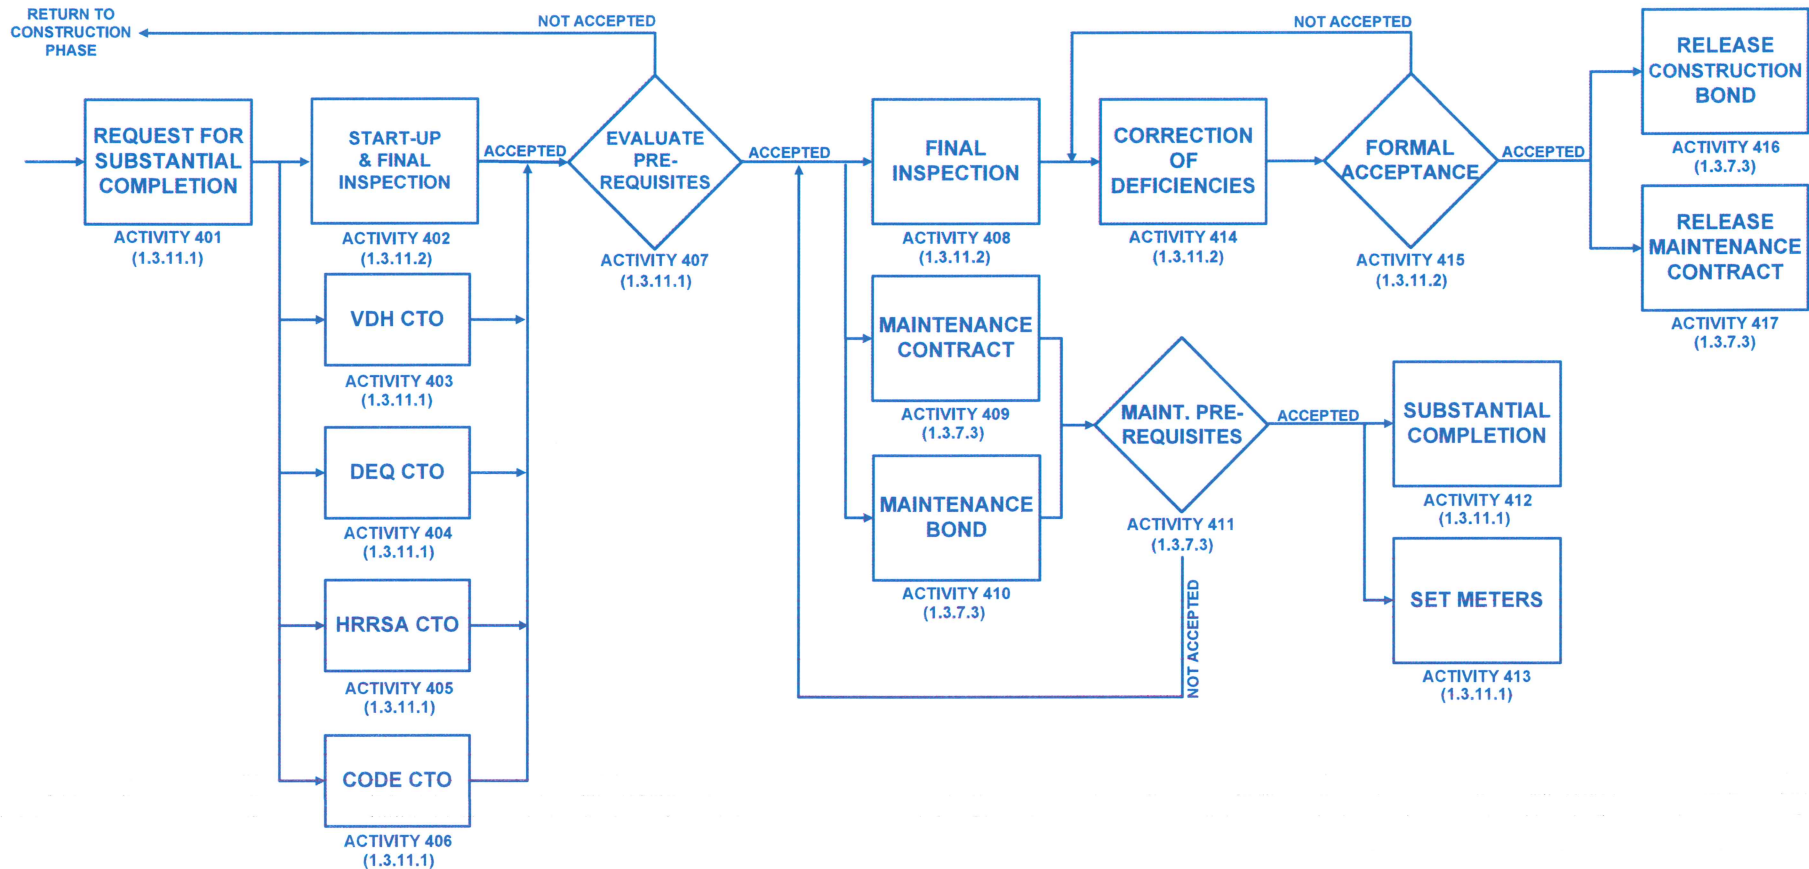 RETURN TO
CONSTRUCTION
PHASE
NOT ACCEPTED
NOT ACCEPTED
REQUEST FOR
SUBSTANTIAL
COMPLETION
ACTIVITY 401
(1.3.11.1)
START-UP
& FINAL
INSPECTION
ACTIVITY 402
(1.3.11.2)
ACCEPTED
VDH CTO
ACTIVITY 403
(1.3.11.1)
DEQ CTO
ACTIVITY 404
(1.3.11.1)
HRRSA CTO
ACTIVITY 405
(1.3.11.1)
CODE CTO
ACTIVITY 406
(1.3.11.1)
EVALUATE
PRE-
REQUISITES
ACTIVITY 407
(1.3.11.1)
ACCEPTED
FINAL
INSPECTION
ACTIVITY 408
(1.3.11.2)
MAINTENANCE
CONTRACT
ACTIVITY 409
(1.3.7.3)
MAINTENANCE
BOND
ACTIVITY 410
(1.3.7.3)
MAINT. PRE-
REQUISITES
ACTIVITY 411
(1.3.7.3)
NOT ACCEPTED
ACCEPTED
SUBSTANTIAL
COMPLETION
ACTIVITY 412
(1.3.11.1)
SET METERS
ACTIVITY 413
(1.3.11.1)
CORRECTION
OF
DEFICIENCIES
ACTIVITY 414
(1.3.11.2)
FORMAL
ACCEPTANCE
ACTIVITY 415
(1.3.11.2)
ACCEPTED
RELEASE
CONSTRUCTION
BOND
ACTIVITY 416
(1.3.7.3)
RELEASE
MAINTENANCE
CONTRACT
ACTIVITY 417
(1.3.7.3)